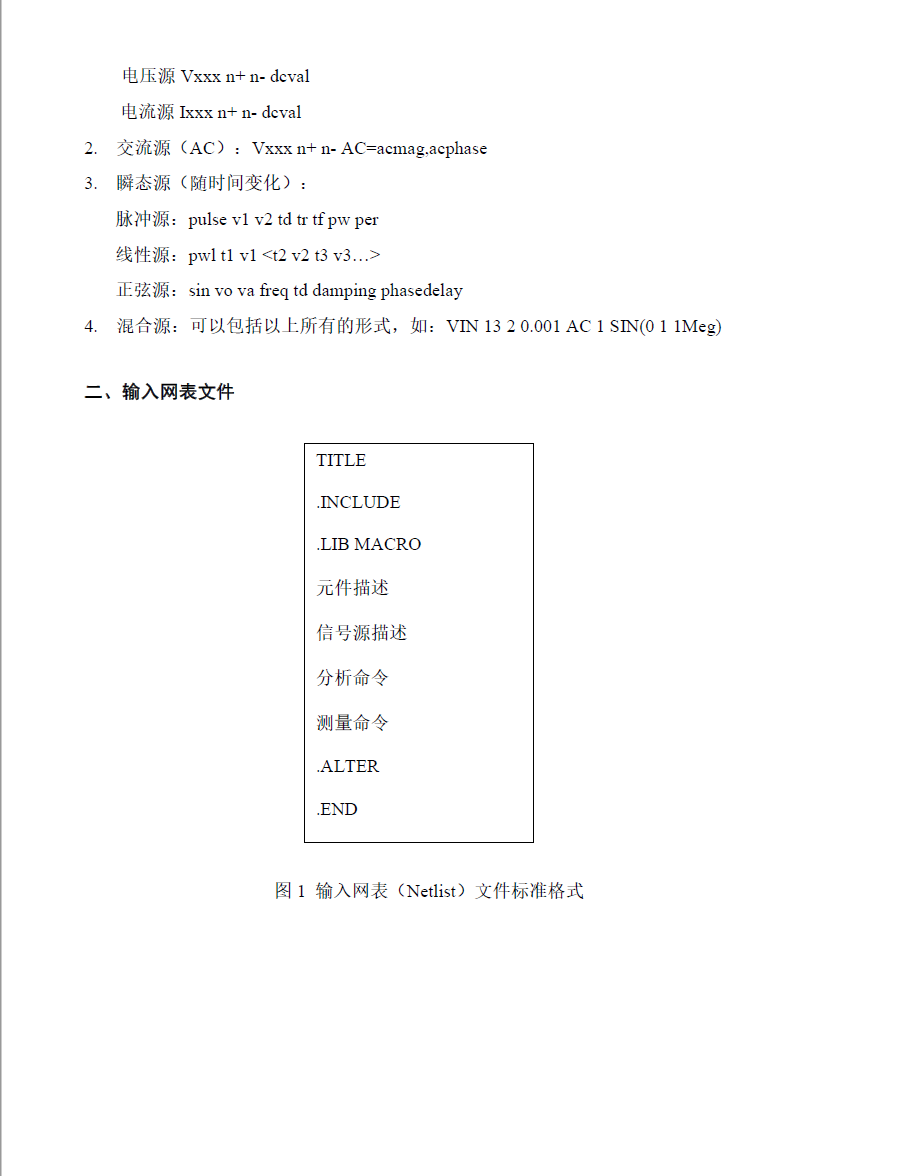 电压源 Vxxx n+ n- dcval
电流源 Ixxx n+ n- dcval
2. 交流源（AC）：Vxxx n+ n- AC=acmag,acphase
3. 瞬态源（随时间变化）：
脉冲源：pulse v1 v2 td tr tf pw per
线性源：pwl t1 v1 <t2 v2 t3 v3…>
正弦源：sin vo va freq td damping phasedelay
4. 混合源：可以包括以上所有的形式，如：VIN 13 2 0.001 AC 1 SIN(0 1 1Meg)
二、输入网表文件
TITLE
.INCLUDE
.LIB MACRO
元件描述
信号源描述
分析命令
测量命令
.ALTER
.END
图 1 输入网表（Netlist）文件标准格式